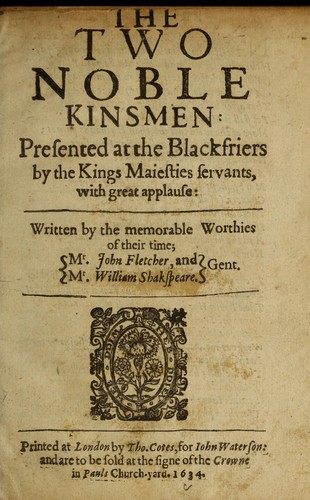 THE
TWO
NOBLE
KINSMEN:
Presented at the Blackfriers
by the Kings Maiesties servants,
with great applause:
Written by the memorable Worthies
of their time;
{Mr. John Fletcher, and} Gent.
{Mr. William Shakspeare.}
Printed at London by Tho. Cotes, for Iohn Waterson:
and are to be sold at the signe of the Crowne
in Pauls Church-yard. 1634.